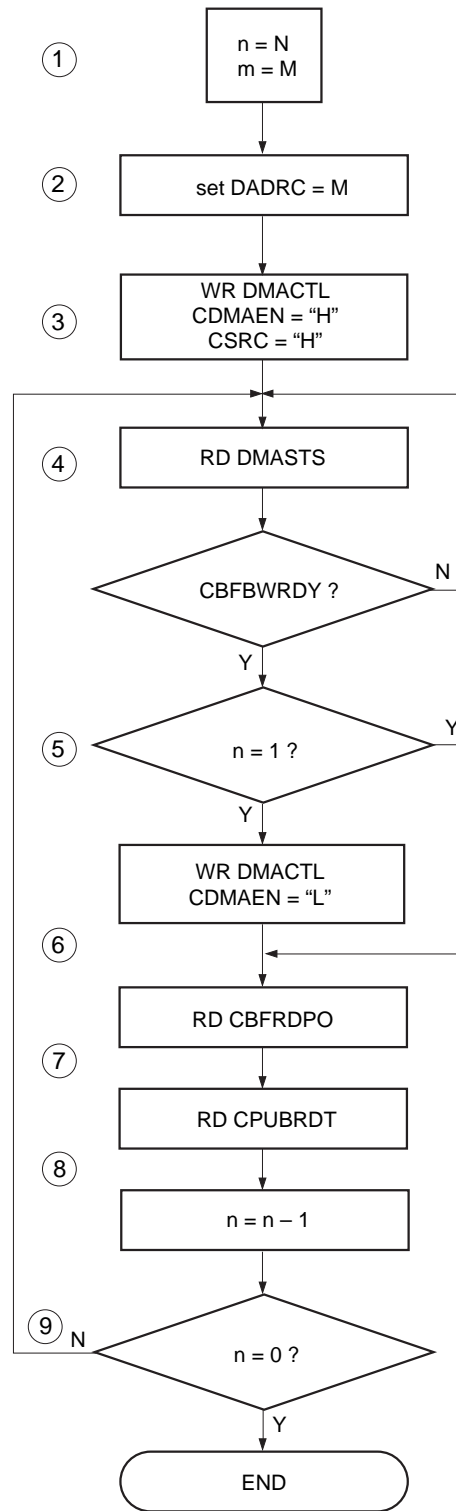 1
n = N
m = M
2
set DADRC = M
3
WR DMACTL
CDMAEN = “H”
CSRC = “H”
4
RD DMASTS
CBFBWRDY ?
N
Y
5
n = 1 ?
Y
Y
WR DMACTL
CDMAEN = “L”
6
RD CBFRDPO
7
RD CPUBRDT
8
n = n – 1
9
N
n = 0 ?
Y
END